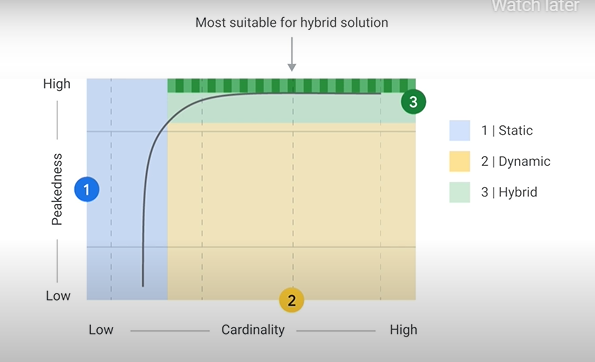 Watch later
Most suitable for hybrid solution
High
Peakedness
Low
1
2
3
Low
Cardinality
High
1 | Static
2 | Dynamic
3 | Hybrid